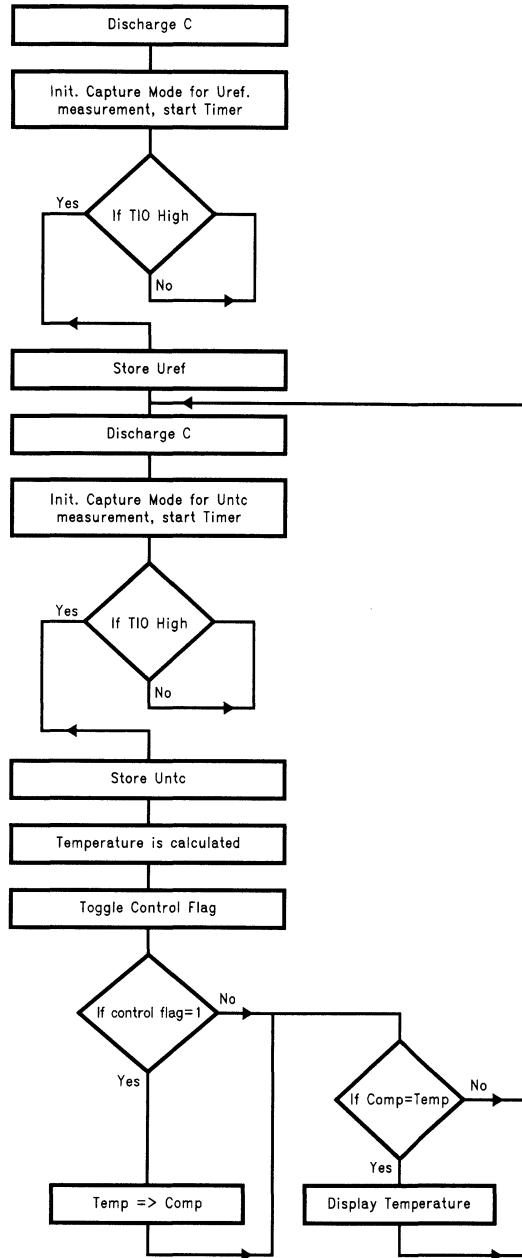 Discharge C
Init. Capture Mode for Uref.
measurement, start Timer
Yes
If TIO High
No
Store Uref
Discharge C
Init. Capture Mode for Untc
measurement, start Timer
Yes
If TIO High
No
Store Untc
Temperature is calculated
Toggle Control Flag
If control flag=1
No
Yes
If Comp=Temp
No
Yes
Temp => Comp
Display Temperature